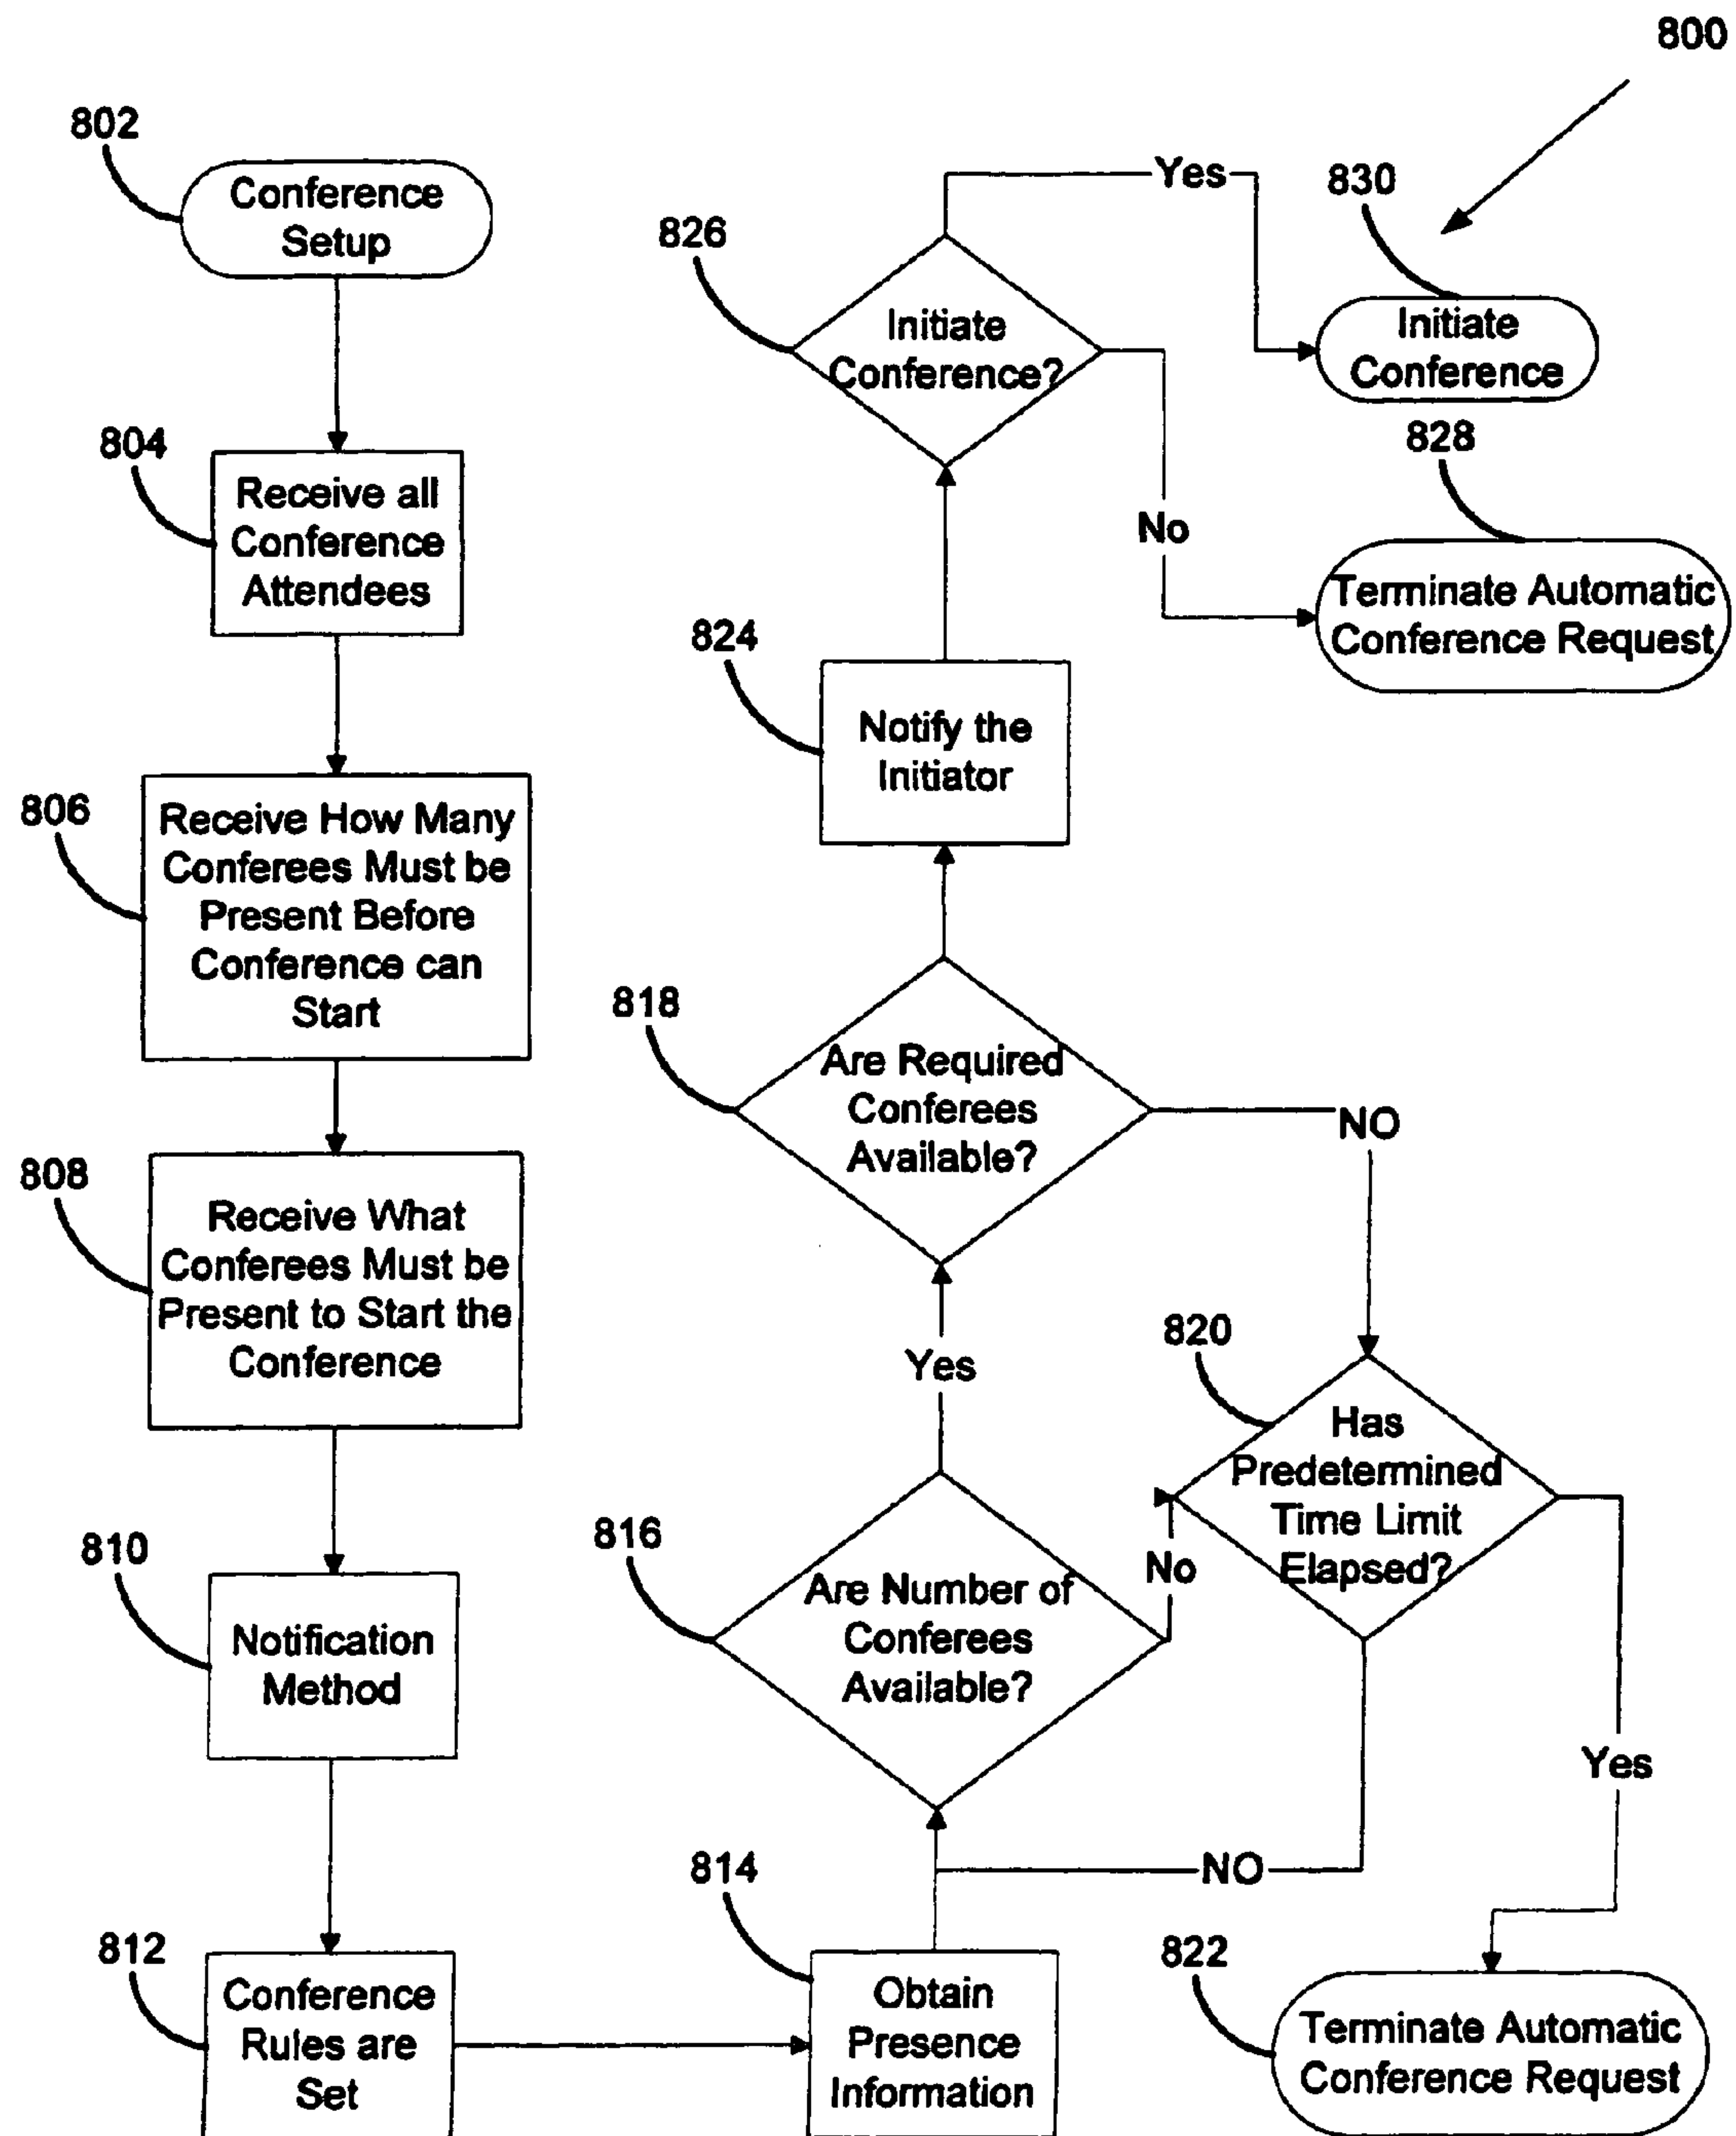 800
802
Conference
Setup
804
Receive all
Conference
Attendees
806
Receive How Many
Conferees Must be
Present Before
Conference can
Start
808
Receive What
Conferees Must be
Present to Start the
Conference
810
Notification
Method
812
Conference
Rules are
Set
814
Obtain
Presence
Information
816
Are Number of
Conferees
Available?
No
Yes
818
Are Required
Conferees
Available?
NO
820
Has
Predetermined
Time Limit
Elapsed?
NO
Yes
822
Terminate Automatic
Conference Request
824
Notify the
Initiator
826
Initiate
Conference?
Yes
No
830
Initiate
Conference
828
Terminate Automatic
Conference Request